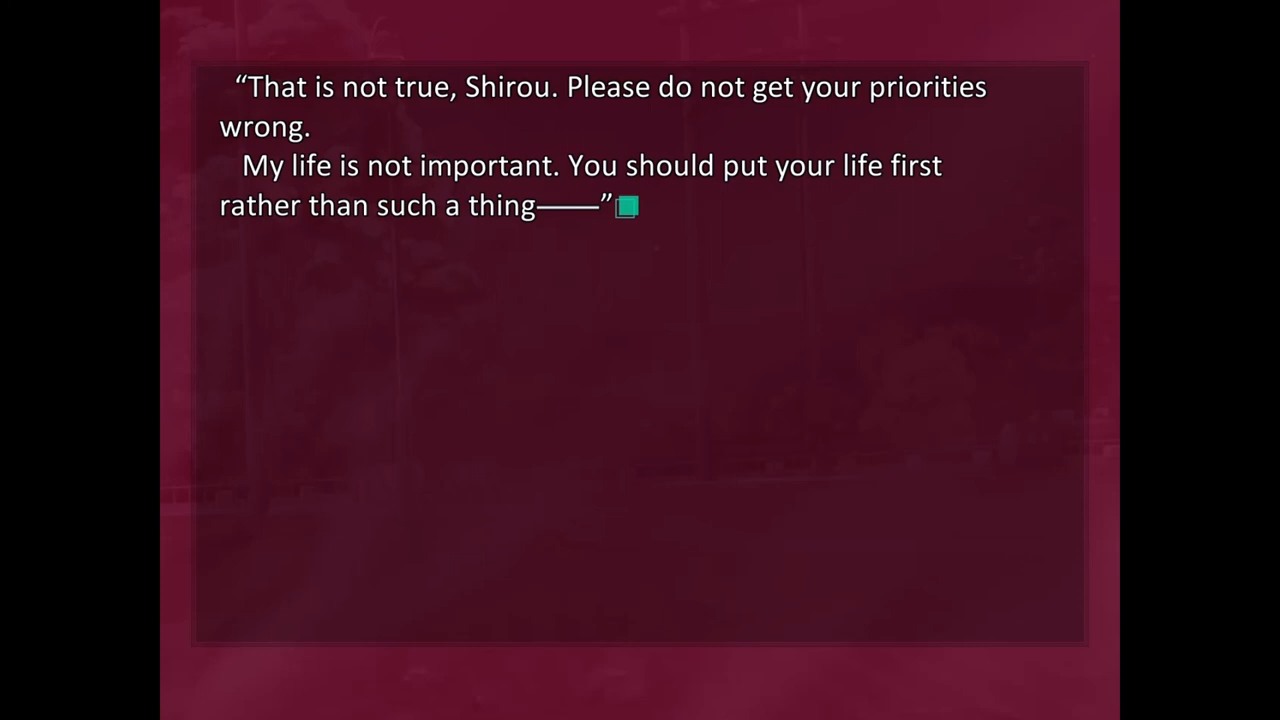 “That is not true, Shirou. Please do not get your priorities
wrong.
My life is not important. You should put your life first
rather than such a thing――”